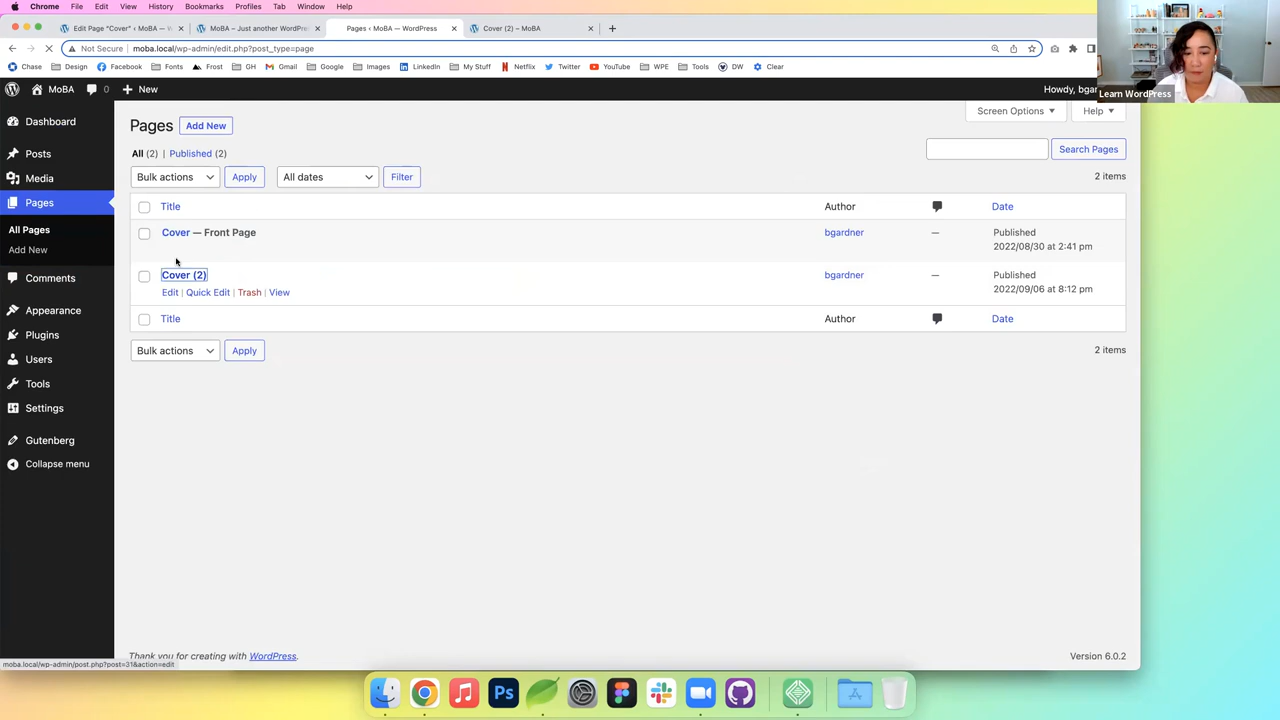 Chrome File Edit View History Bookmarks Profiles Tab Window Help
Edit Page "Cover" ‹ MoBA — W
MoBA – Just another WordPress
Pages ‹ MoBA — WordPress
Cover (2) – MoBA
Not Secure moba.local/wp-admin/edit.php?post_type=page
Chase Design Facebook Fonts Frost GH Gmail Google Images LinkedIn My Stuff Netflix Twitter YouTube WPE Tools DW Clear
Learn WordPress
MoBA 0 New Howdy, bgar
Dashboard
Posts
Media
Pages
All Pages
Add New
Comments
Appearance
Plugins
Users
Tools
Settings
Gutenberg
Collapse menu
Screen Options Help
Pages Add New
All (2) | Published (2)
Search Pages
Bulk actions Apply All dates Filter 2 items
Title Author Date
Cover — Front Page bgardner — Published
2022/08/30 at 2:41 pm
Cover (2) bgardner — Published
2022/09/06 at 8:12 pm
Edit | Quick Edit | Trash | View
Title Author Date
Bulk actions Apply 2 items
Thank you for creating with WordPress. Version 6.0.2
moba.local/wp-admin/post.php?post=31&action=edit
Ps